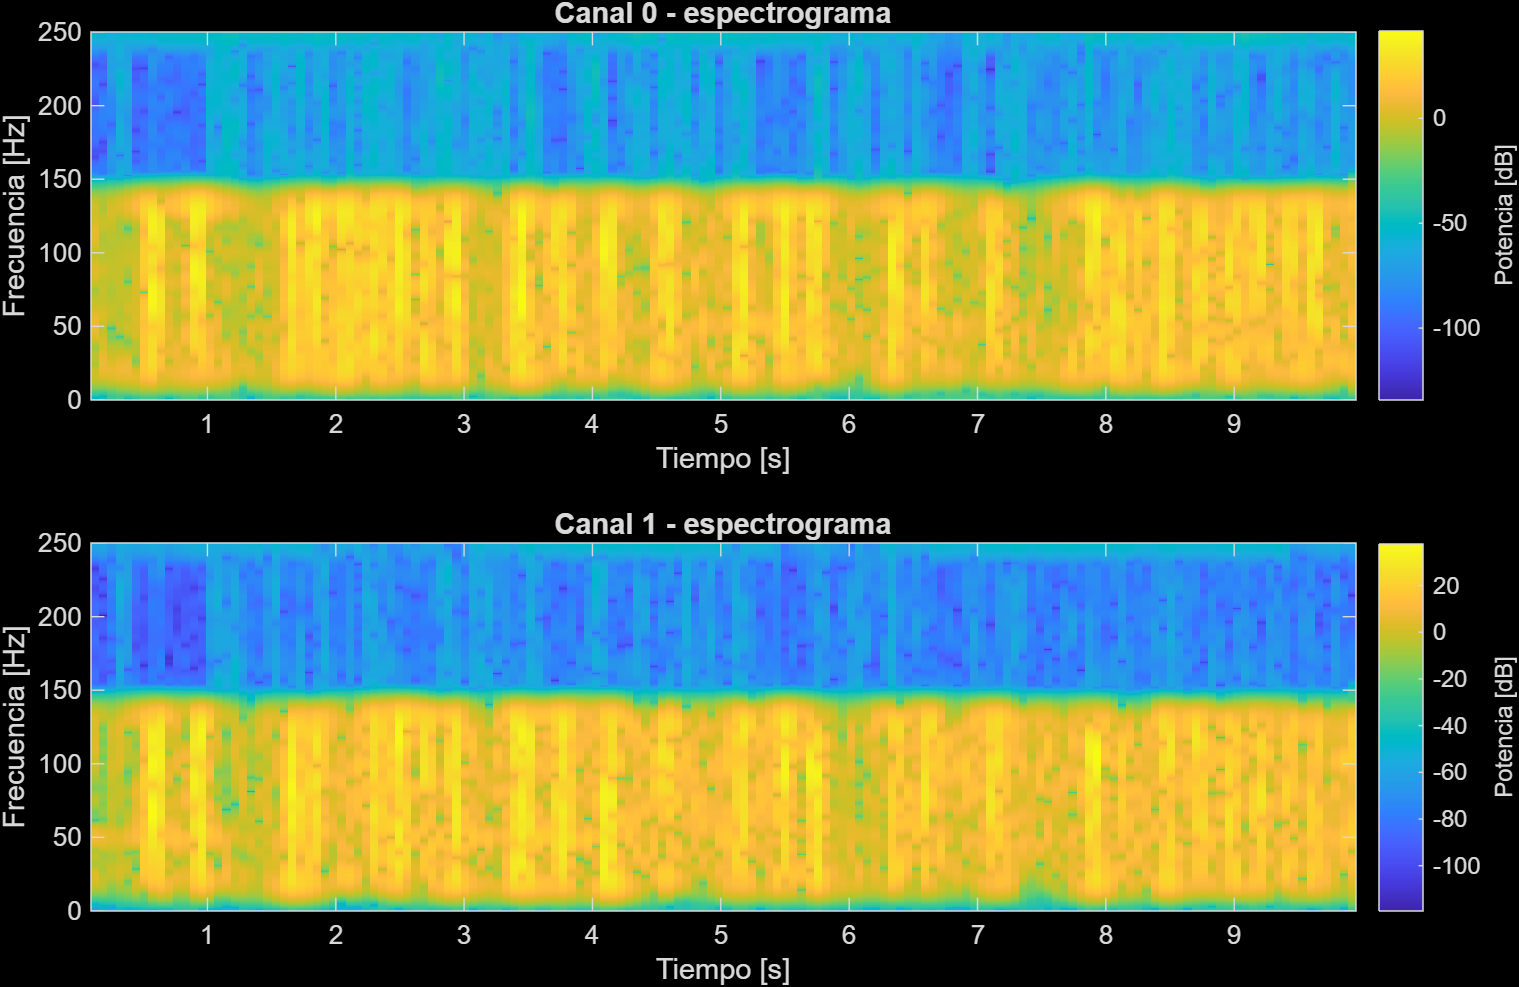 Canal 0 - espectrograma
250
200
150
100
50
0
Frecuencia [Hz]
1 2 3 4 5 6 7 8 9
Tiempo [s]
0
-50
-100
Potencia [dB]
Canal 1 - espectrograma
250
200
150
100
50
0
Frecuencia [Hz]
1 2 3 4 5 6 7 8 9
Tiempo [s]
20
0
-20
-40
-60
-80
-100
Potencia [dB]